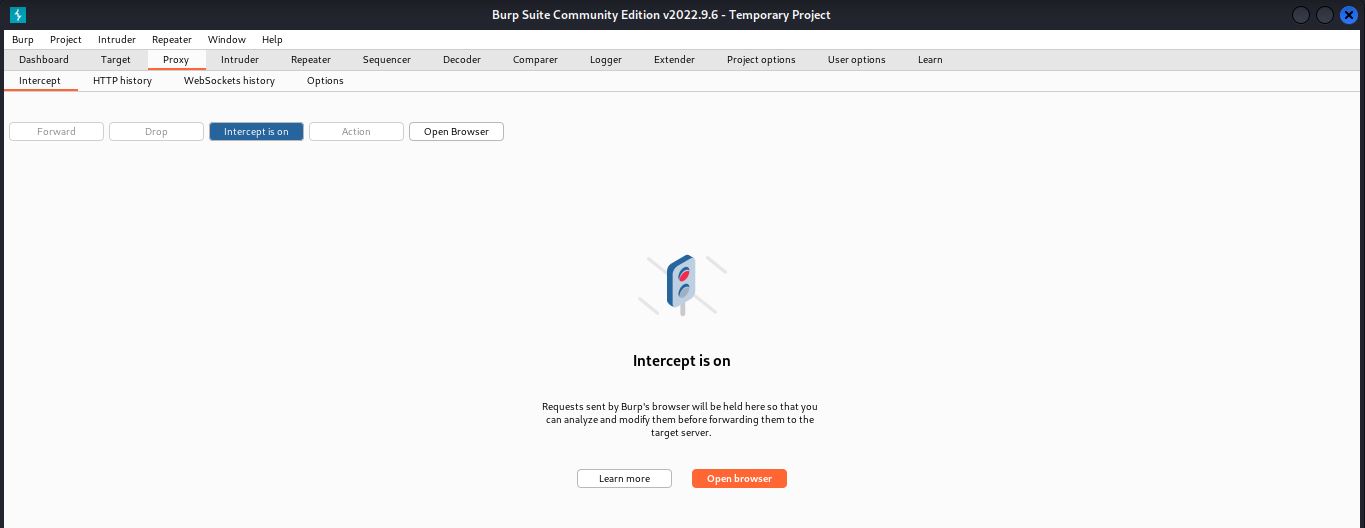 Burp Suite Community Edition v2022.9.6 - Temporary Project
Burp Project Intruder Repeater Window Help
Dashboard Target Proxy Intruder Repeater Sequencer Decoder Comparer Logger Extender Project options User options Learn
Intercept HTTP history WebSockets history Options
Forward Drop Intercept is on Action Open Browser
Intercept is on
Requests sent by Burp's browser will be held here so that you
can analyze and modify them before forwarding them to the
target server.
Learn more Open browser